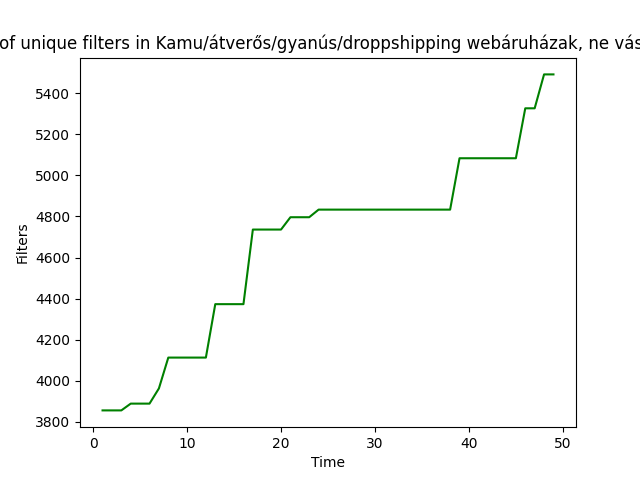 of unique filters in Kamu/átverős/gyanús/droppshipping webáruházak, ne vás
5400
5200
5000
4800
4600
4400
4200
4000
3800
Filters
0 10 20 30 40 50
Time